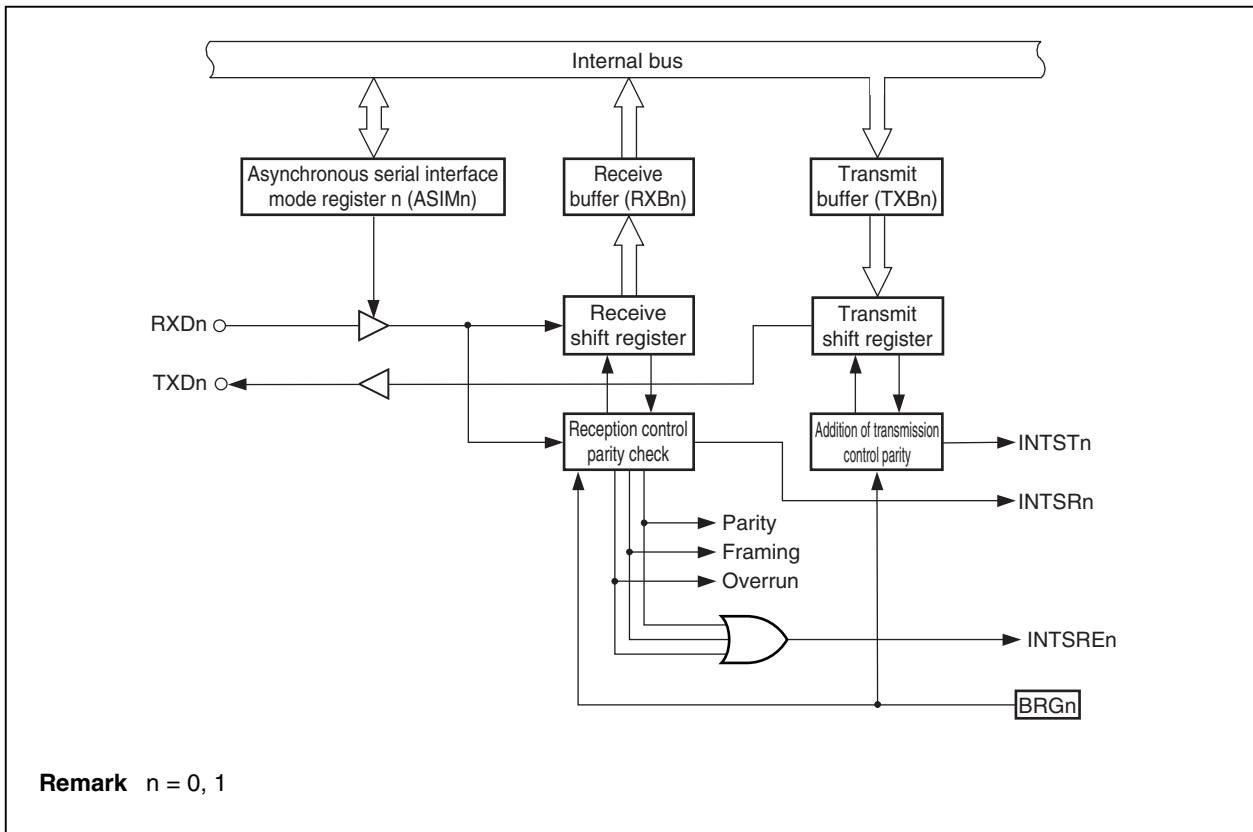 Internal bus
Asynchronous serial interface
mode register n (ASIMn)
Receive
buffer (RXBn)
Transmit
buffer (TXBn)
RXDn
Receive
shift register
Transmit
shift register
TXDn
Reception control
parity check
Addition of transmission
control parity
INTSTn
INTSRn
Parity
Framing
Overrun
INTSREn
BRGn
Remark n = 0, 1